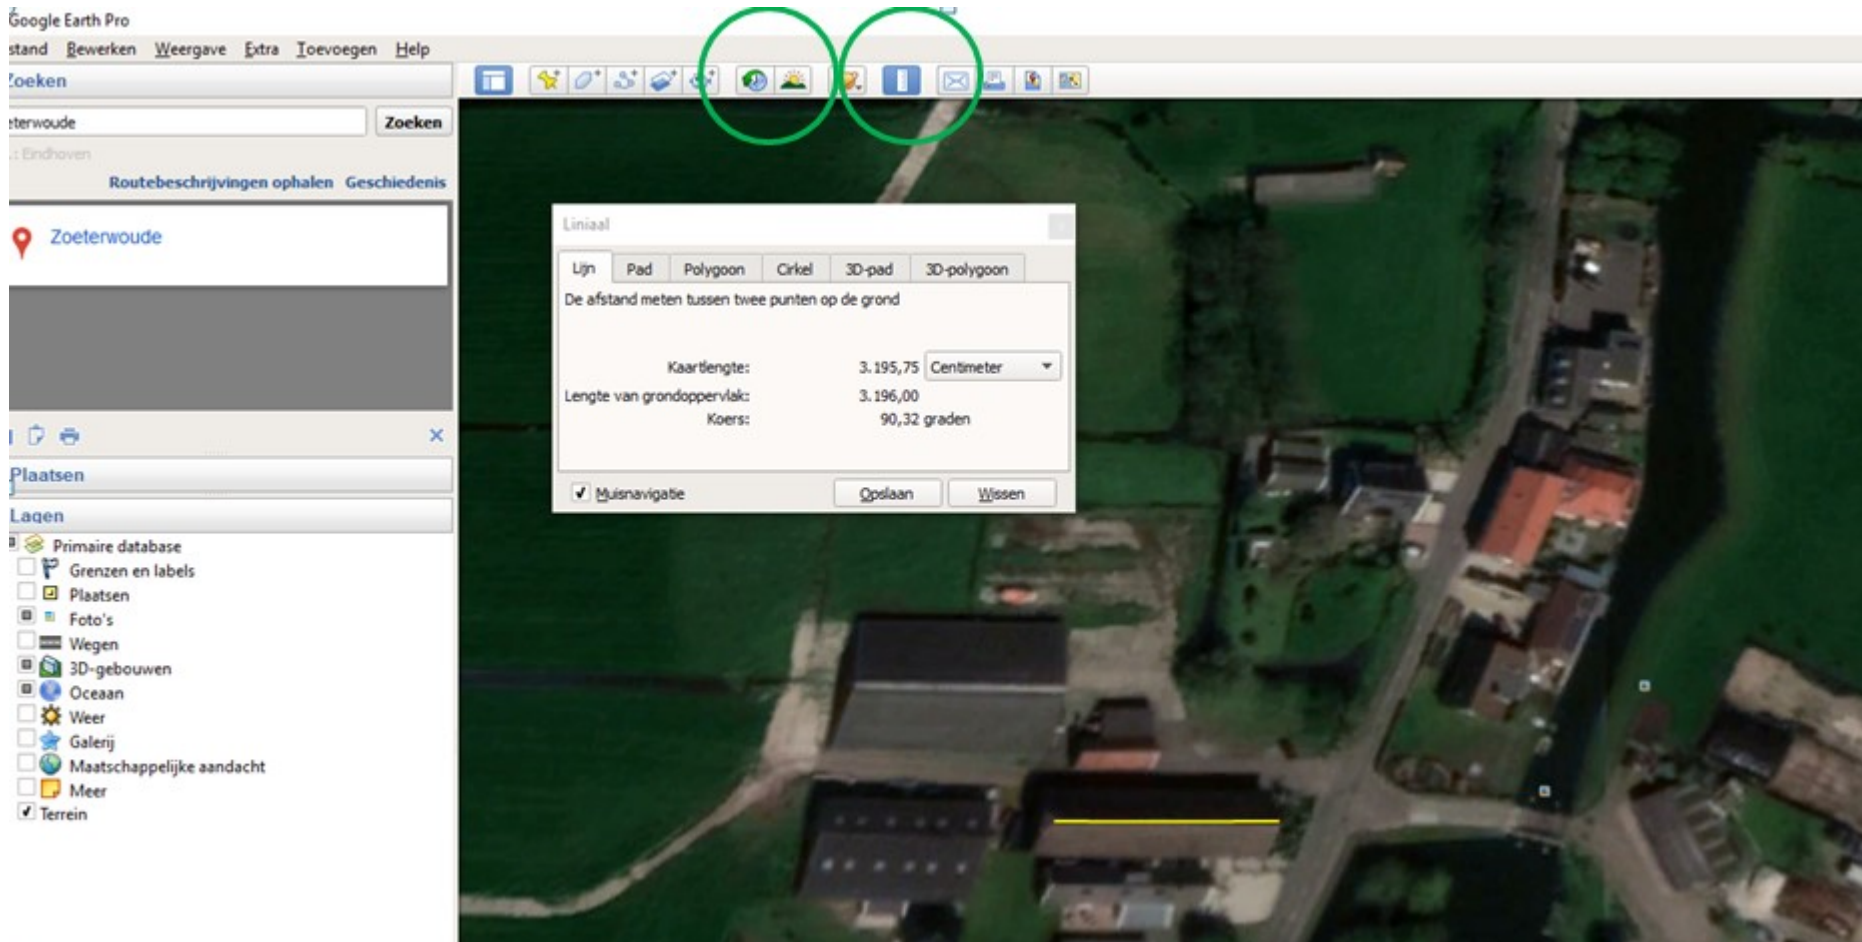 Google Earth Pro
stand Bewerken Weergave Extra Toevoegen Help
Zoeken
eterwoude Zoeken
.: Eindhoven
Routebeschrijvingen ophalen Geschiedenis
Zoeterwoude
Liniaal
Lijn Pad Polygoon Cirkel 3D-pad 3D-polygoon
De afstand meten tussen twee punten op de grond
Kaartlengte: 3.195,75 Centimeter
Lengte van grondoppervlak: 3.196,00
Koers: 90,32 graden
Muisnavigatie Opslaan Wissen
Plaatsen
Lagen
Primaire database
Grenzen en labels
Plaatsen
Foto's
Wegen
3D-gebouwen
Oceaan
Weer
Galerij
Maatschappelijke aandacht
Meer
Terrein